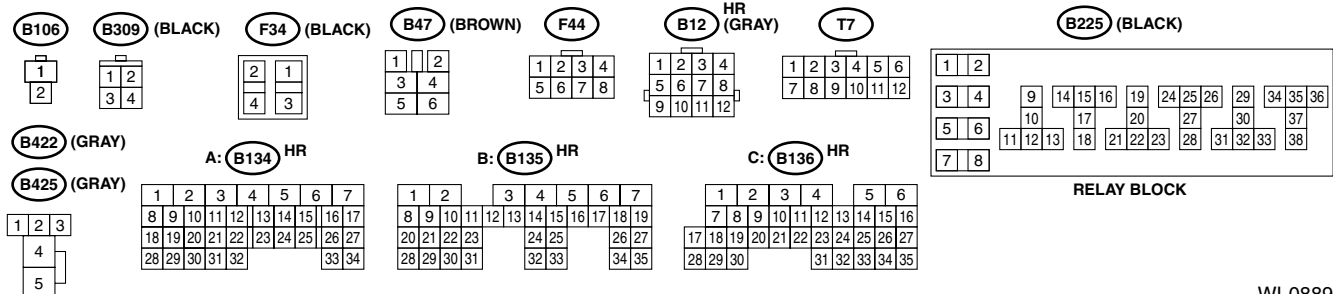 B106 B309 (BLACK) F34 (BLACK) B47 (BROWN) F44 B12 HR (GRAY) T7 B225 (BLACK)
1
2
1 2
3 4
2 1
4 3
1 2
3 4
5 6
1 2 3 4
5 6 7 8
1 2 3 4
5 6 7 8
9 10 11 12
1 2 3 4 5 6
7 8 9 10 11 12
1 2
3 4
5 6
7 8
9 14 15 16 19 24 25 26 29 34 35 36
10 17 20 27 30 37
11 12 13 18 21 22 23 28 31 32 33 38
RELAY BLOCK
B422 (GRAY)
B425 (GRAY)
1 2 3
4
5
A: B134 HR
1 2 3 4 5 6 7
8 9 10 11 12 13 14 15 16 17
18 19 20 21 22 23 24 25 26 27
28 29 30 31 32 33 34
B: B135 HR
1 2 3 4 5 6 7
8 9 10 11 12 13 14 15 16 17 18 19
20 21 22 23 24 25 26 27
28 29 30 31 32 33 34 35
C: B136 HR
1 2 3 4 5 6
7 8 9 10 11 12 13 14 15 16
17 18 19 20 21 22 23 24 25 26 27
28 29 30 31 32 33 34 35